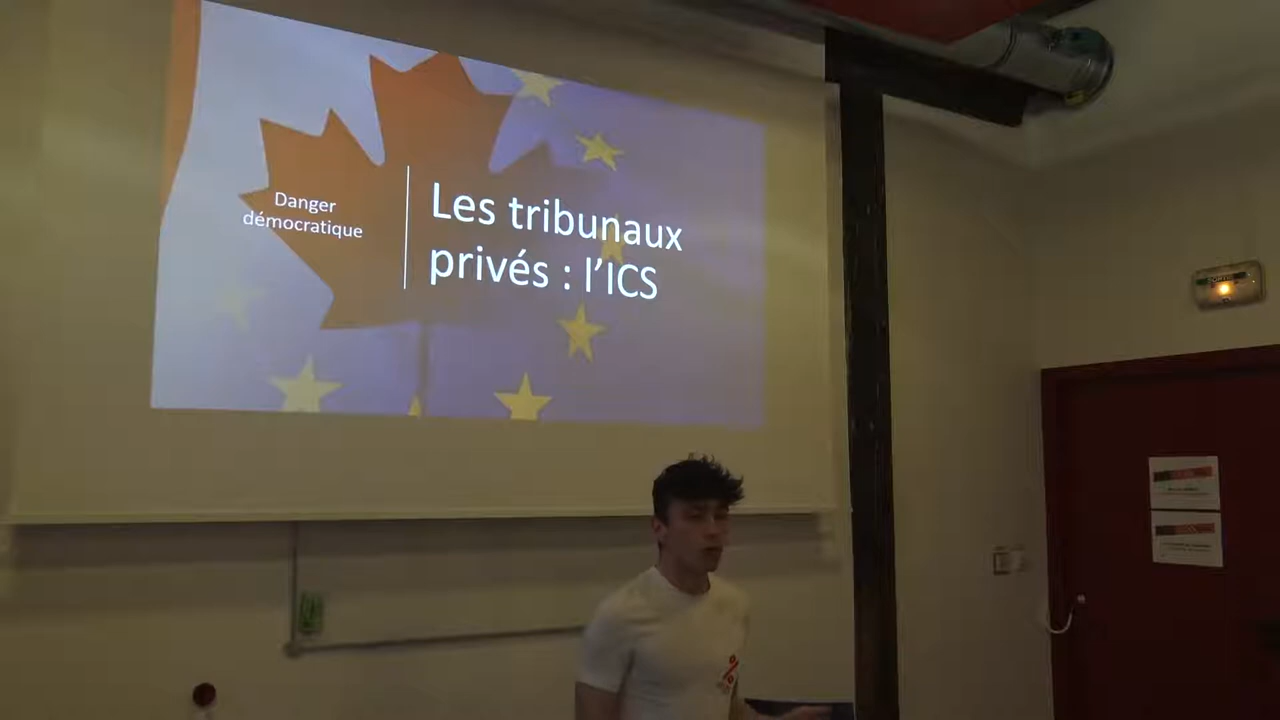 Danger
démocratique
Les tribunaux
privés : l'ICS